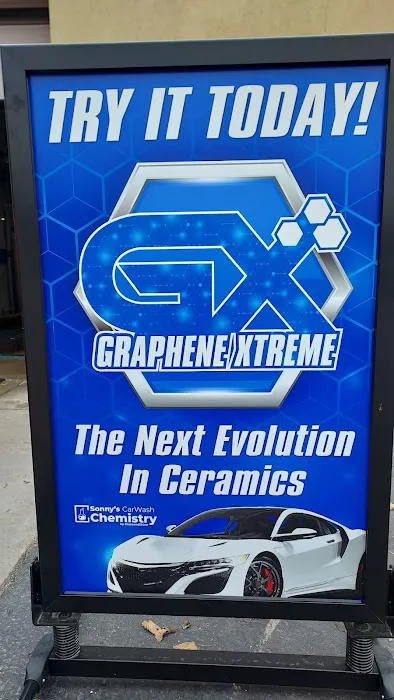 TRY IT TODAY!
GX
GRAPHENE XTREME
The Next Evolution
In Ceramics
Sonny's CarWash
Chemistry